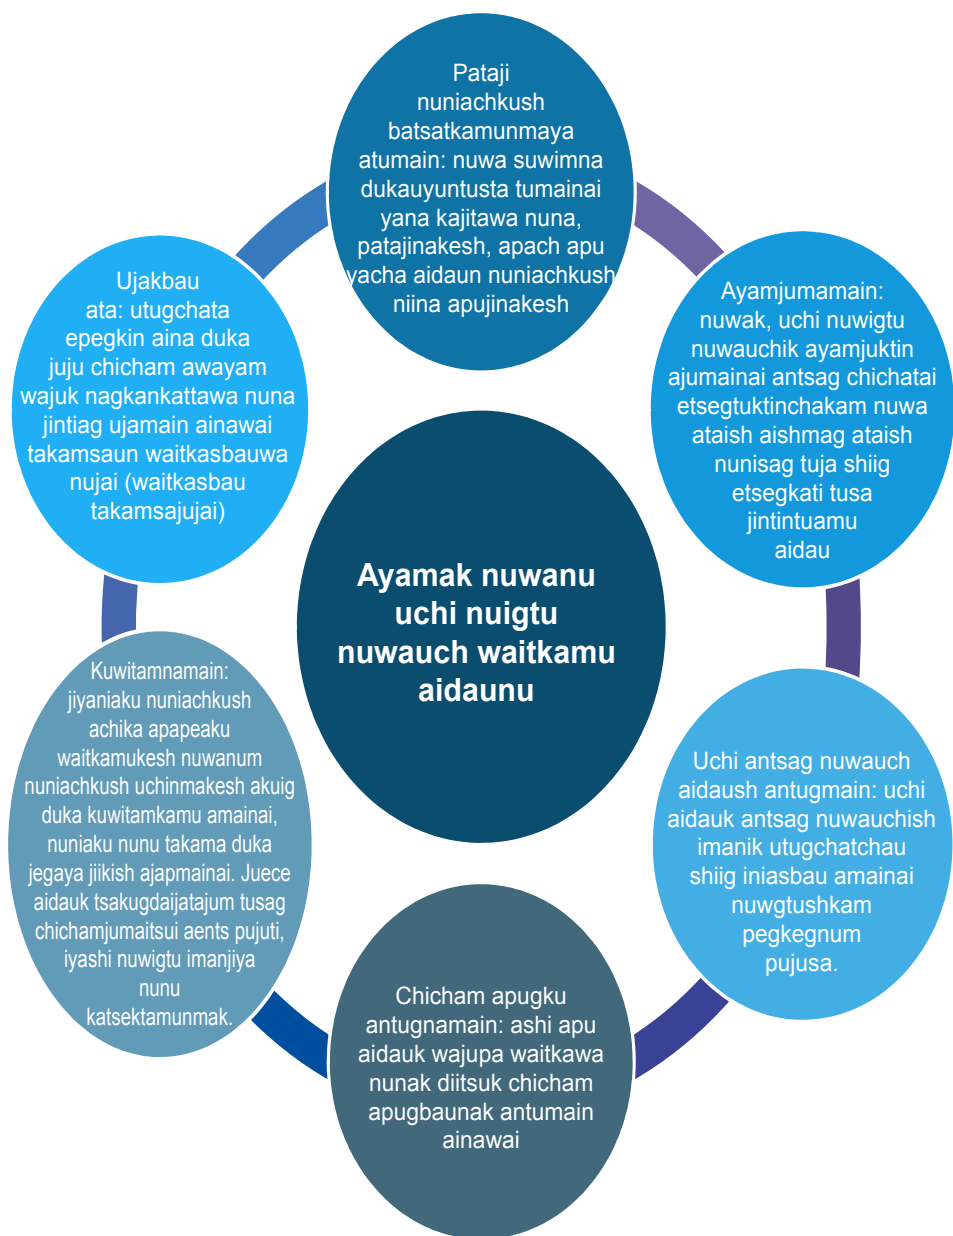 Pataji
nuniachkush
batsatkamunmaya
atumain: nuwa suwimna
dukauyuntusta tumainai
yana kajitawa nuna,
patajinakesh, apach apu
yacha aidaun nuniachkush
niina apujinakesh
Ayamjumamain:
nuwak, uchi nuwigtu
nuwauchik ayamjuktin
ajumainai antsag chichatai
etsegtuktinchakam nuwa
ataish aishmag ataish
nunisag tuja shiig
etsegkati tusa
jintintuamu
aidau
Uchi antsag nuwauch
aidaush antugmain: uchi
aidauk antsag nuwauchish
imanik utugchatchau
shiig iniasbau amainai
nuwgtushkam
pegkegnum
pujusa.
Chicham apugku
antugnamain: ashi apu
aidauk wajupa waitkawa
nunak diitsuk chicham
apugbaunak antumain
ainawai
Kuwitamnamain:
jiyaniaku nuniachkush
achika apapeaku
waitkamukesh nuwanum
nuniachkush uchinmakesh akuig
duka kuwitamkamu amainai,
nuniaku nunu takama duka
jegaya jiikish ajapmainai. Juece
aidauk tsakugdaijatajum tusag
chichamjumaitsui aents pujuti,
iyashi nuwigtu imanjiya
nunu
katsektamunmak.
Ujakbau
ata: utugchata
epegkin aina duka
juju chicham awayam
wajuk nagkankattawa nuna
jintiag ujamain ainawai
takamsaun waitkasbauwa
nujai (waitkasbau
takamsajujai)
Ayamak nuwanu
uchi nuigtu
nuwauch waitkamu
aidaunu